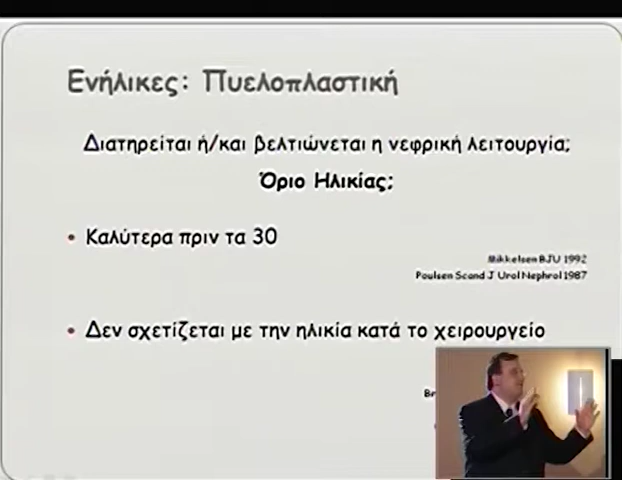 Ενήλικες: Πυελοπλαστική
Διατηρείται ή/και βελτιώνεται η νεφρική λειτουργία;
Όριο Ηλικίας;
• Καλύτερα πριν τα 30
Mikkelsen BJU 1992
Poulsen Scand J Urol Nephrol 1987
• Δεν σχετίζεται με την ηλικία κατά το χειρουργείο